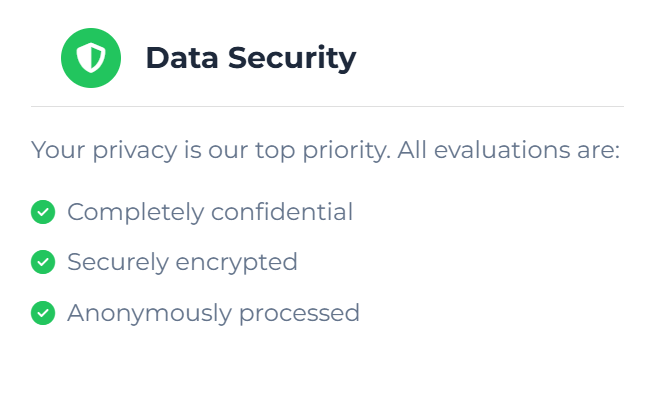 Data Security
Your privacy is our top priority. All evaluations are:
Completely confidential
Securely encrypted
Anonymously processed